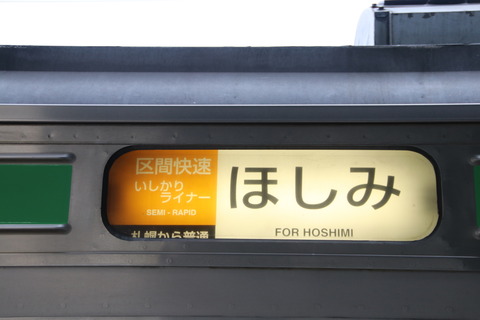 区間快速
いしかり
ライナー
SEMI-RAPID
札幌から普通
ほしみ
FOR HOSHIMI